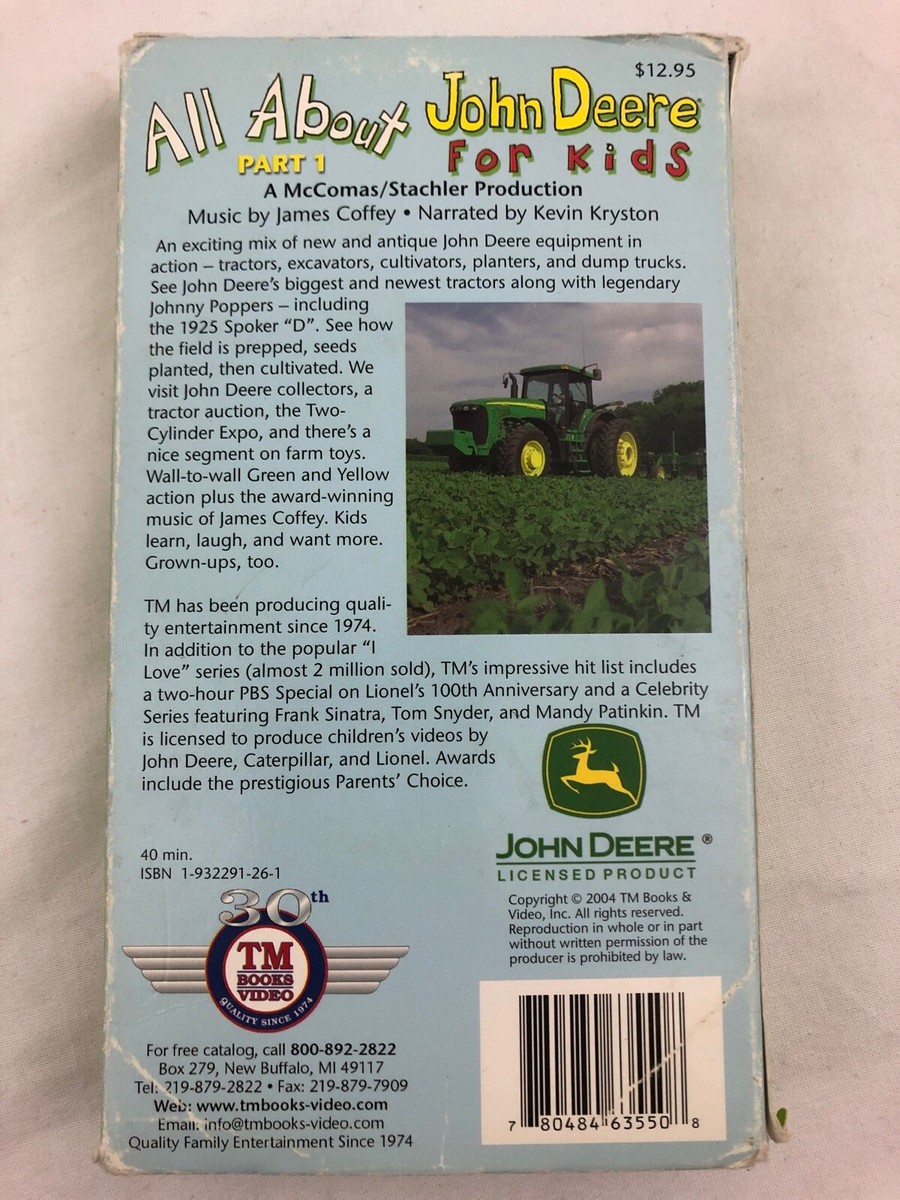 $12.95
All About John Deere
PART 1 For Kids
A McComas/Stachler Production
Music by James Coffey • Narrated by Kevin Kryston
An exciting mix of new and antique John Deere equipment in
action – tractors, excavators, cultivators, planters, and dump trucks.
See John Deere's biggest and newest tractors along with legendary
Johnny Poppers – including
the 1925 Spoker "D". See how
the field is prepped, seeds
planted, then cultivated. We
visit John Deere collectors, a
tractor auction, the Two-
Cylinder Expo, and there's a
nice segment on farm toys.
Wall-to-wall Green and Yellow
action plus the award-winning
music of James Coffey. Kids
learn, laugh, and want more.
Grown-ups, too.
TM has been producing quali-
ty entertainment since 1974.
In addition to the popular "I
Love" series (almost 2 million sold), TM's impressive hit list includes
a two-hour PBS Special on Lionel's 100th Anniversary and a Celebrity
Series featuring Frank Sinatra, Tom Snyder, and Mandy Patinkin. TM
is licensed to produce children's videos by
John Deere, Caterpillar, and Lionel. Awards
include the prestigious Parents' Choice.
JOHN DEERE ®
LICENSED PRODUCT
40 min.
ISBN 1-932291-26-1
Copyright © 2004 TM Books &
Video, Inc. All rights reserved.
Reproduction in whole or in part
without written permission of the
producer is prohibited by law.
30th
TM
BOOKS
VIDEO
QUALITY SINCE 1974
For free catalog, call 800-892-2822
Box 279, New Buffalo, MI 49117
Tel: 219-879-2822 • Fax: 219-879-7909
Web: www.tmbooks-video.com
Email: info@tmbooks-video.com
Quality Family Entertainment Since 1974
7 80484 63550 8